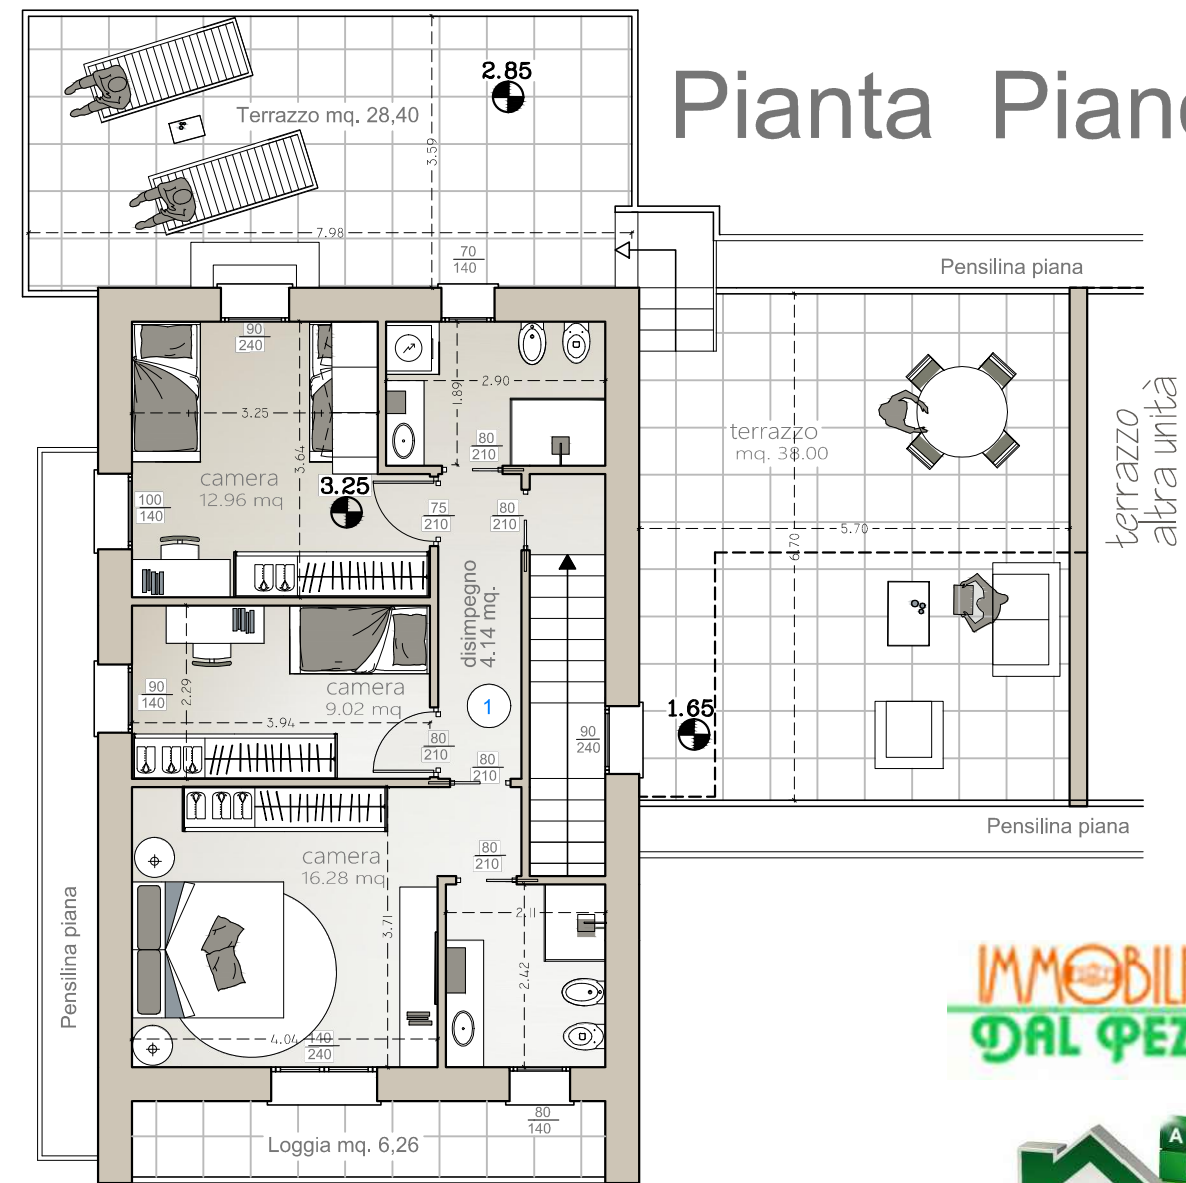 Pianta Piano
2.85
Terrazzo mq. 28,40
3.59
7.98
70
140
Pensilina piana
90
240
2.90
1.89
3.25
3.64
camera
12.96 mq
3.25
80
210
100
140
75
210
80
210
terrazzo
mq. 38.00
5.70
6.70
terrazzo
altra unità
disimpegno
4.14 mq.
camera
9.02 mq
2.29
90
140
3.94
1
80
210
80
210
90
240
1.65
Pensilina piana
camera
16.28 mq
80
210
3.71
2.11
2.42
Pensilina piana
4.04
140
240
80
140
Loggia mq. 6,26
IMMOBILI
DAL PEZ
A